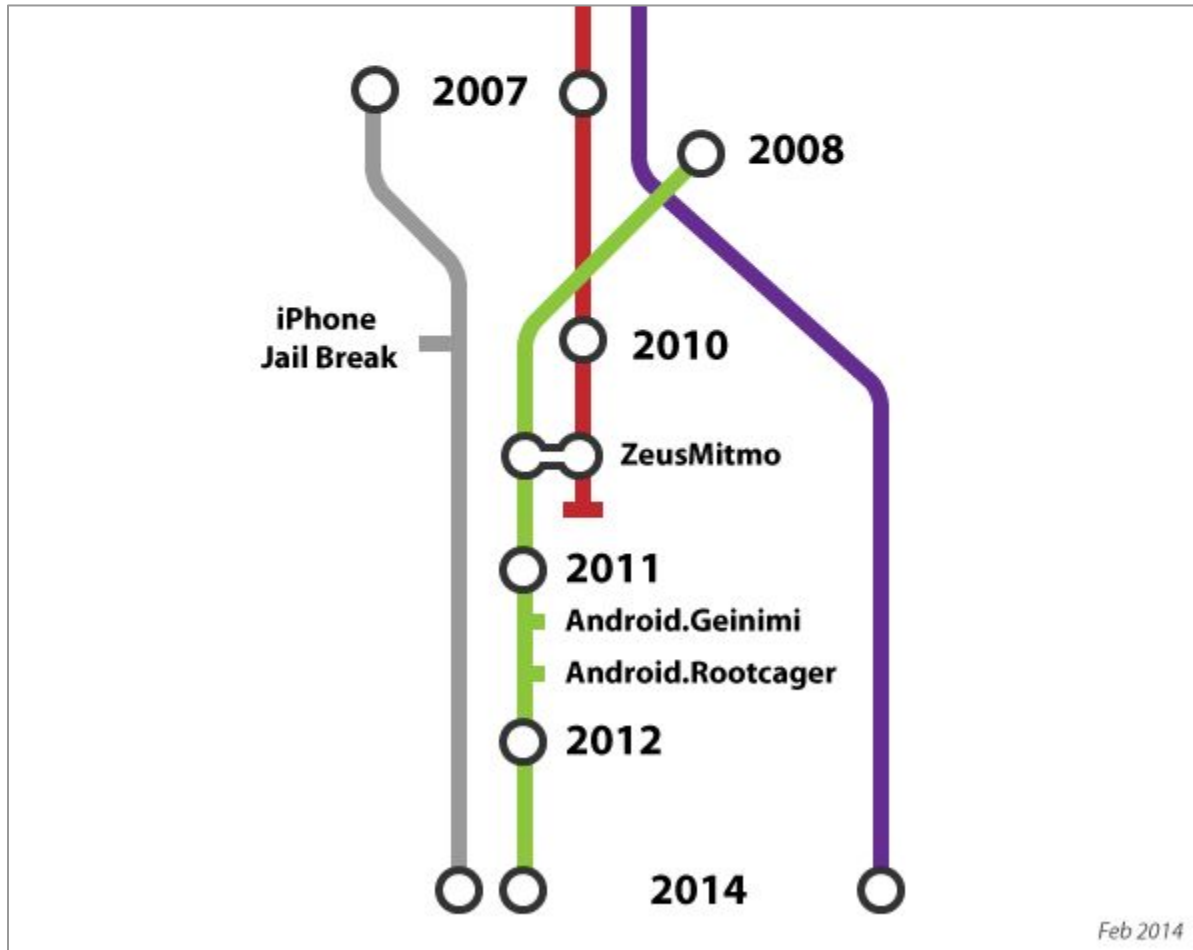 2007
2008
iPhone
Jail Break
2010
ZeusMitmo
2011
Android.Geinimi
Android.Rootcager
2012
2014
Feb 2014